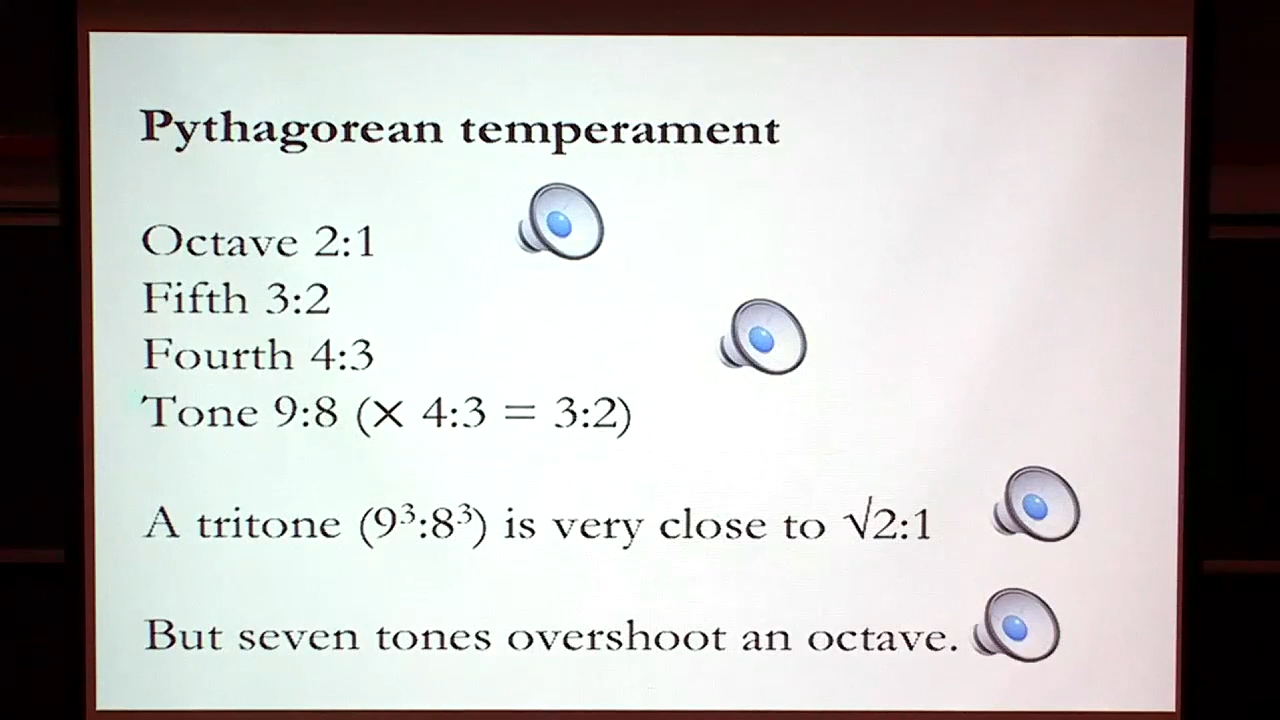 Pythagorean temperament
Octave 2:1
Fifth 3:2
Fourth 4:3
Tone 9:8 (× 4:3 = 3:2)
A tritone (9³:8³) is very close to √2:1
But seven tones overshoot an octave.